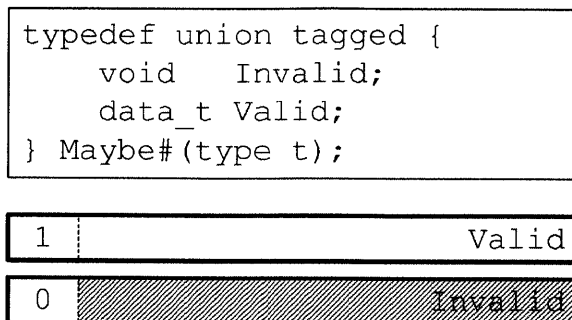 typedef union tagged {
    void   Invalid;
    data_t Valid;
} Maybe#(type t);
1 Valid
0 Invalid